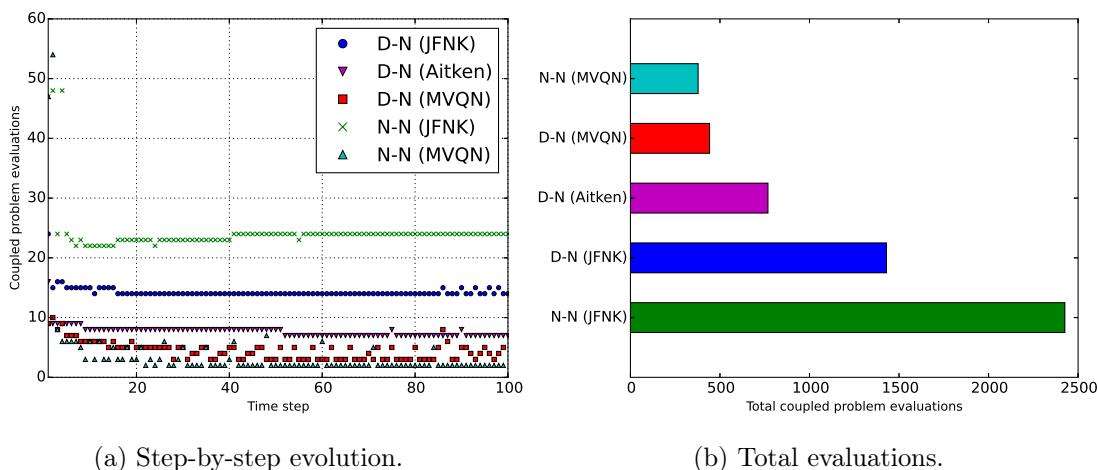 60
50
40
30
20
10
0
Coupled problem evaluations
D-N (JFNK)
D-N (Aitken)
D-N (MVQN)
N-N (JFNK)
N-N (MVQN)
20 40 60 80 100
Time step
(a) Step-by-step evolution.
N-N (MVQN)
D-N (MVQN)
D-N (Aitken)
D-N (JFNK)
N-N (JFNK)
0 500 1000 1500 2000 2500
Total coupled problem evaluations
(b) Total evaluations.